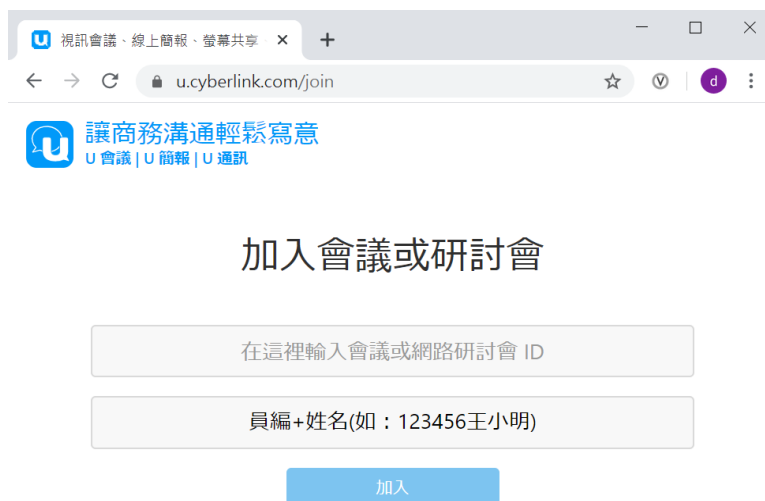 視訊會議、線上簡報、螢幕共享
u.cyberlink.com/join
d
讓商務溝通輕鬆寫意
U 會議 | U 簡報 | U 通訊
加入會議或研討會
在這裡輸入會議或網路研討會 ID
員編+姓名(如：123456王小明)
加入